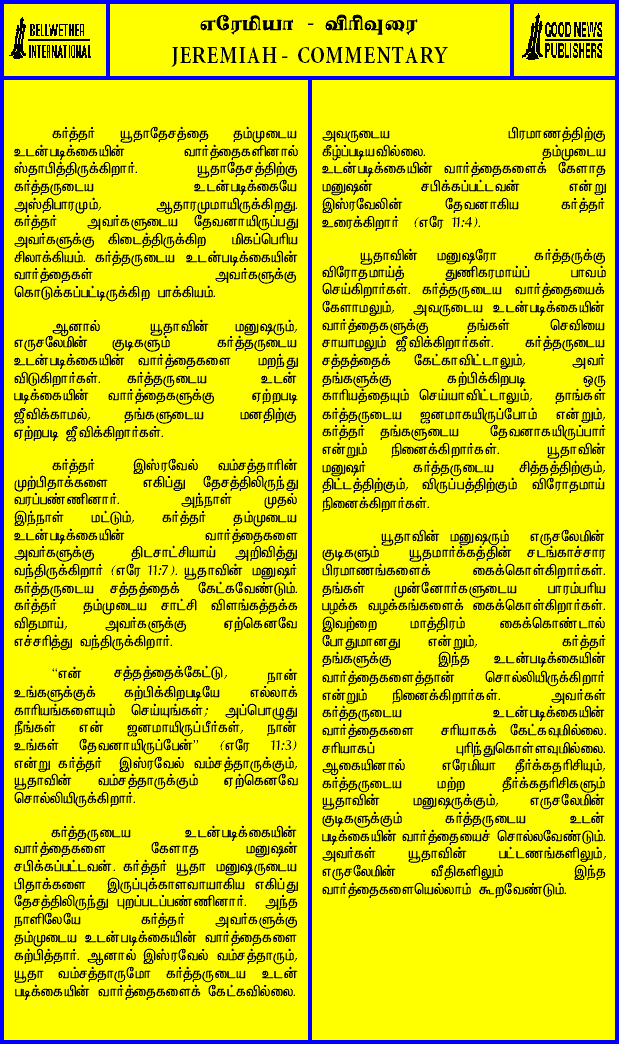 BELLWETHER
INTERNATIONAL
எரேமியா - விரிவுரை
JEREMIAH - COMMENTARY
GOOD NEWS
PUBLISHERS
கர்த்தர் யூதாதேசத்தை தம்முடைய
உடன்படிக்கையின் வார்த்தைகளினால்
ஸ்தாபித்திருக்கிறார். யூதாதேசத்திற்கு
கர்த்தருடைய உடன்படிக்கையே
அஸ்திபாரமும், ஆதாரமுமாயிருக்கிறது.
கர்த்தர் அவர்களுடைய தேவனாயிருப்பது
அவர்களுக்கு கிடைத்திருக்கிற மிகப்பெரிய
சிலாக்கியம். கர்த்தருடைய உடன்படிக்கையின்
வார்த்தைகள் அவர்களுக்கு
கொடுக்கப்பட்டிருக்கிற பாக்கியம்.
ஆனால் யூதாவின் மனுஷரும்,
எருசலேமின் குடிகளும் கர்த்தருடைய
உடன்படிக்கையின் வார்த்தைகளை மறந்து
விடுகிறார்கள். கர்த்தருடைய உடன்
படிக்கையின் வார்த்தைகளுக்கு ஏற்றபடி
ஜீவிக்காமல், தங்களுடைய மனதிற்கு
ஏற்றபடி ஜீவிக்கிறார்கள்.
கர்த்தர் இஸ்ரவேல் வம்சத்தாரின்
முற்பிதாக்களை எகிப்து தேசத்திலிருந்து
வரப்பண்ணினார். அந்நாள் முதல்
இந்நாள் மட்டும், கர்த்தர் தம்முடைய
உடன்படிக்கையின் வார்த்தைகளை
அவர்களுக்கு திடசாட்சியாய் அறிவித்து
வந்திருக்கிறார் (எரே 11:7). யூதாவின் மனுஷர்
கர்த்தருடைய சத்தத்தைக் கேட்கவேண்டும்.
கர்த்தர் தம்முடைய சாட்சி விளங்கத்தக்க
விதமாய், அவர்களுக்கு ஏற்கெனவே
எச்சரித்து வந்திருக்கிறார்.
“என் சத்தத்தைக்கேட்டு, நான்
உங்களுக்குக் கற்பிக்கிறபடியே எல்லாக்
காரியங்களையும் செய்யுங்கள்; அப்பொழுது
நீங்கள் என் ஜனமாயிருப்பீர்கள், நான்
உங்கள் தேவனாயிருப்பேன்” (எரே 11:3)
என்று கர்த்தர் இஸ்ரவேல் வம்சத்தாருக்கும்,
யூதாவின் வம்சத்தாருக்கும் ஏற்கெனவே
சொல்லியிருக்கிறார்.
கர்த்தருடைய உடன்படிக்கையின்
வார்த்தைகளை கேளாத மனுஷன்
சபிக்கப்பட்டவன். கர்த்தர் யூதா மனுஷருடைய
பிதாக்களை இருப்புக்காளவாயாகிய எகிப்து
தேசத்திலிருந்து புறப்படப்பண்ணினார். அந்த
நாளிலேயே கர்த்தர் அவர்களுக்கு
தம்முடைய உடன்படிக்கையின் வார்த்தைகளை
கற்பித்தார். ஆனால் இஸ்ரவேல் வம்சத்தாரும்,
யூதா வம்சத்தாருமோ கர்த்தருடைய உடன்
படிக்கையின் வார்த்தைகளைக் கேட்கவில்லை.
அவருடைய பிரமாணத்திற்கு
கீழ்ப்படியவில்லை. தம்முடைய
உடன்படிக்கையின் வார்த்தைகளைக் கேளாத
மனுஷன் சபிக்கப்பட்டவன் என்று
இஸ்ரவேலின் தேவனாகிய கர்த்தர்
உரைக்கிறார் (எரே 11:4).
யூதாவின் மனுஷரோ கர்த்தருக்கு
விரோதமாய்த் துணிகரமாய்ப் பாவம்
செய்கிறார்கள். கர்த்தருடைய வார்த்தையைக்
கேளாமலும், அவருடைய உடன்படிக்கையின்
வார்த்தைகளுக்கு தங்கள் செவியை
சாயாமலும் ஜீவிக்கிறார்கள். கர்த்தருடைய
சத்தத்தைக் கேட்காவிட்டாலும், அவர்
தங்களுக்கு கற்பிக்கிறபடி ஒரு
காரியத்தையும் செய்யாவிட்டாலும், தாங்கள்
கர்த்தருடைய ஜனமாகயிருப்போம் என்றும்,
கர்த்தர் தங்களுடைய தேவனாகயிருப்பார்
என்றும் நினைக்கிறார்கள். யூதாவின்
மனுஷர் கர்த்தருடைய சித்தத்திற்கும்,
திட்டத்திற்கும், விருப்பத்திற்கும் விரோதமாய்
நினைக்கிறார்கள்.
யூதாவின் மனுஷரும் எருசலேமின்
குடிகளும் யூதமார்க்கத்தின் சடங்காச்சார
பிரமாணங்களைக் கைக்கொள்கிறார்கள்.
தங்கள் முன்னோர்களுடைய பாரம்பரிய
பழக்க வழக்கங்களைக் கைக்கொள்கிறார்கள்.
இவற்றை மாத்திரம் கைக்கொண்டால்
போதுமானது என்றும், கர்த்தர்
தங்களுக்கு இந்த உடன்படிக்கையின்
வார்த்தைகளைத்தான் சொல்லியிருக்கிறார்
என்றும் நினைக்கிறார்கள். அவர்கள்
கர்த்தருடைய உடன்படிக்கையின்
வார்த்தைகளை சரியாகக் கேட்கவுமில்லை.
சரியாகப் புரிந்துகொள்ளவுமில்லை.
ஆகையினால் எரேமியா தீர்க்கதரிசியும்,
கர்த்தருடைய மற்ற தீர்க்கதரிசிகளும்
யூதாவின் மனுஷருக்கும், எருசலேமின்
குடிகளுக்கும் கர்த்தருடைய உடன்
படிக்கையின் வார்த்தையைச் சொல்லவேண்டும்.
அவர்கள் யூதாவின் பட்டணங்களிலும்,
எருசலேமின் வீதிகளிலும் இந்த
வார்த்தைகளையெல்லாம் கூறவேண்டும்.